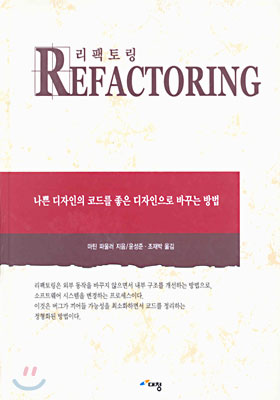 리팩토링
REFACTORING
나쁜 디자인의 코드를 좋은 디자인으로 바꾸는 방법
마틴 파울러 지음/윤성준·조재박 옮김
리팩토링은 외부 동작을 바꾸지 않으면서 내부 구조를 개선하는 방법으로,
소프트웨어 시스템을 변경하는 프로세스이다.
이것은 버그가 끼어들 가능성을 최소화하면서 코드를 정리하는
정형화된 방법이다.
대청
YES24